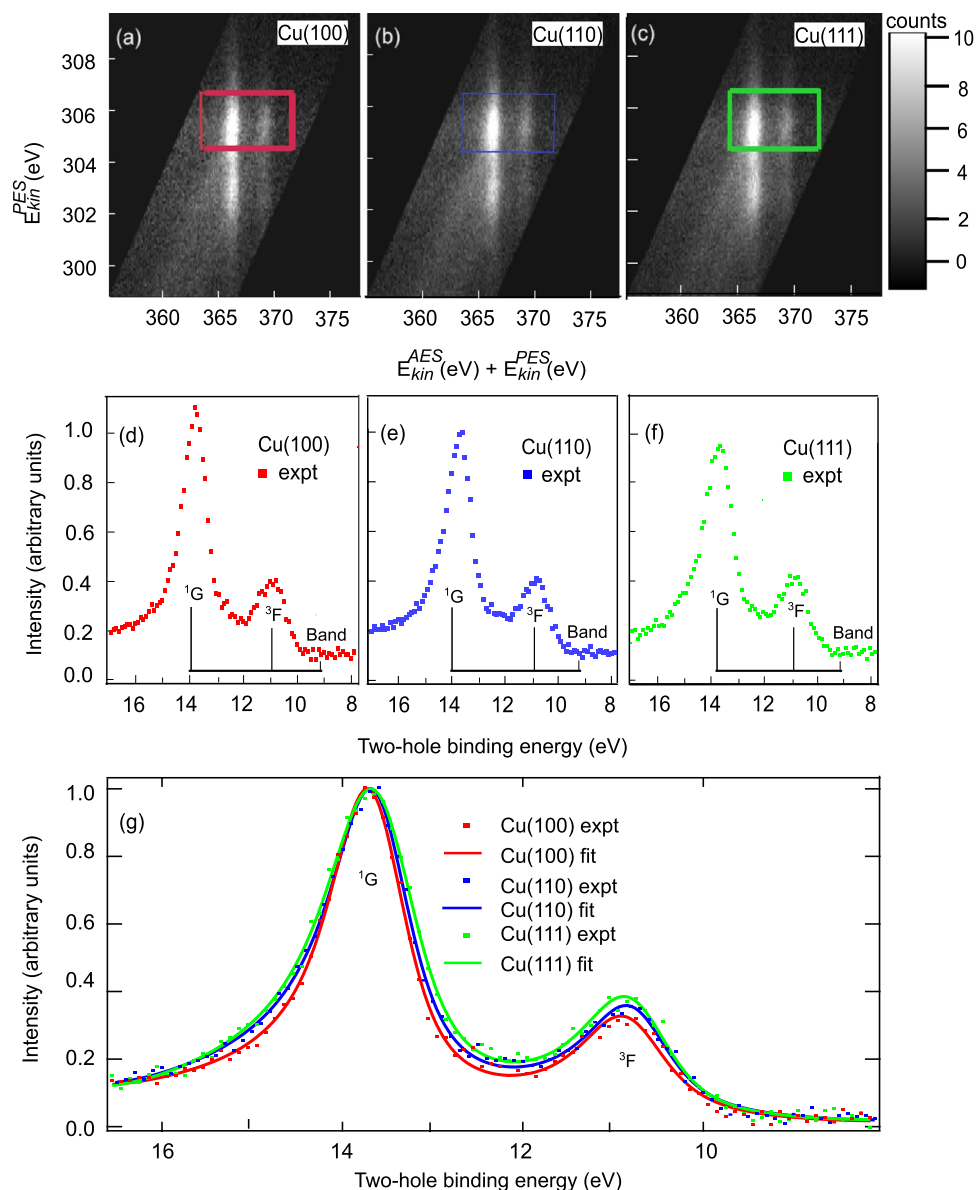 counts
(a)
Cu(100)
(b)
Cu(110)
(c)
Cu(111)
10
8
6
4
2
0
308
306
304
302
300
E_kin^PES (eV)
360 365 370 375
360 365 370 375
360 365 370 375
E_kin^AES (eV) + E_kin^PES (eV)
Intensity (arbitrary units)
1.0
0.8
0.6
0.4
0.2
0.0
(d)
Cu(100)
expt
¹G
³F
Band
16 14 12 10 8
(e)
Cu(110)
expt
¹G
³F
Band
16 14 12 10 8
(f)
Cu(111)
expt
¹G
³F
Band
16 14 12 10 8
Two-hole binding energy (eV)
Intensity (arbitrary units)
1.0
0.8
0.6
0.4
0.2
0.0
(g)
¹G
³F
Cu(100) expt
Cu(100) fit
Cu(110) expt
Cu(110) fit
Cu(111) expt
Cu(111) fit
16 14 12 10
Two-hole binding energy (eV)